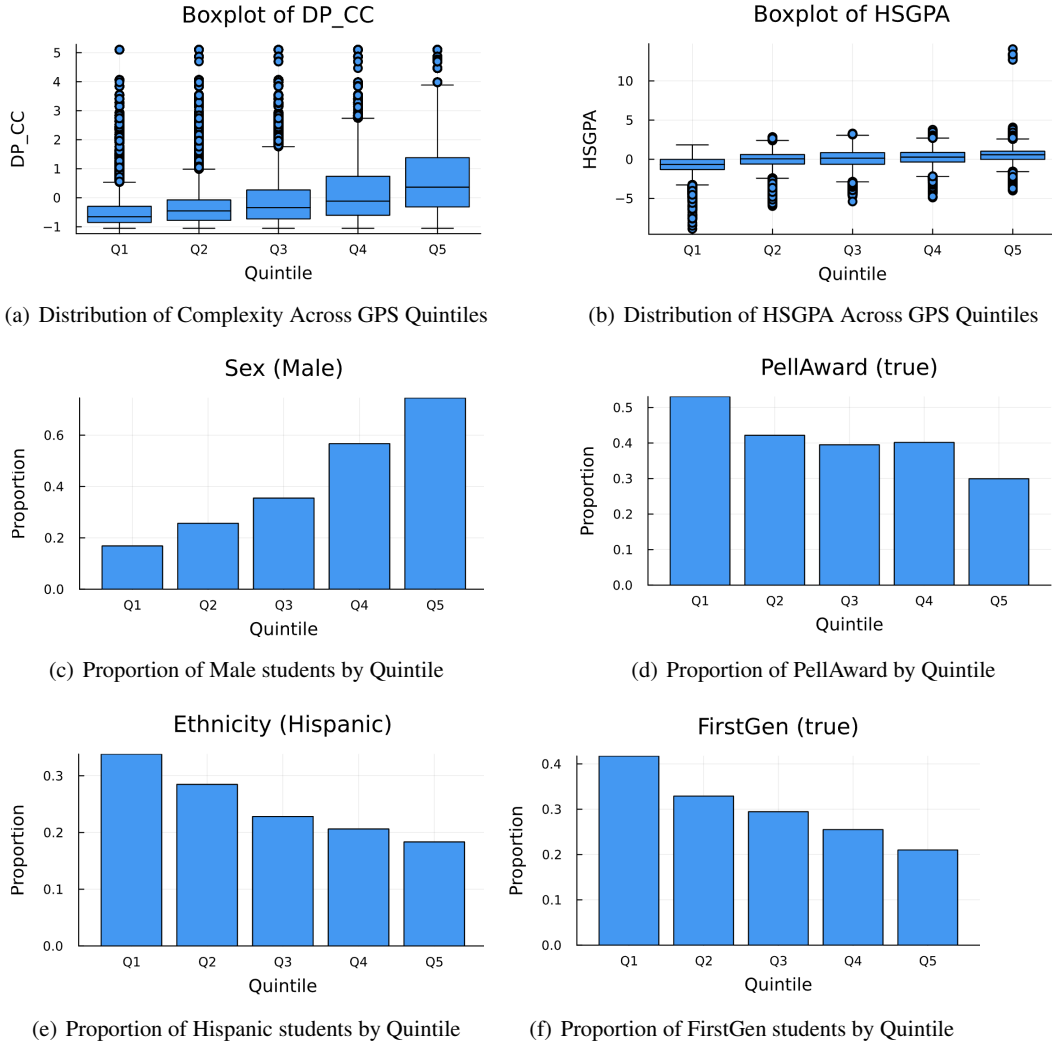 Boxplot of DP_CC
5
4
3
2
1
0
−1
DP_CC
Q1 Q2 Q3 Q4 Q5
Quintile
(a) Distribution of Complexity Across GPS Quintiles
Boxplot of HSGPA
10
5
0
−5
HSGPA
Q1 Q2 Q3 Q4 Q5
Quintile
(b) Distribution of HSGPA Across GPS Quintiles
Sex (Male)
0.6
0.4
0.2
0.0
Proportion
Q1 Q2 Q3 Q4 Q5
Quintile
(c) Proportion of Male students by Quintile
PellAward (true)
0.5
0.4
0.3
0.2
0.1
0.0
Proportion
Q1 Q2 Q3 Q4 Q5
Quintile
(d) Proportion of PellAward by Quintile
Ethnicity (Hispanic)
0.3
0.2
0.1
0.0
Proportion
Q1 Q2 Q3 Q4 Q5
Quintile
(e) Proportion of Hispanic students by Quintile
FirstGen (true)
0.4
0.3
0.2
0.1
0.0
Proportion
Q1 Q2 Q3 Q4 Q5
Quintile
(f) Proportion of FirstGen students by Quintile